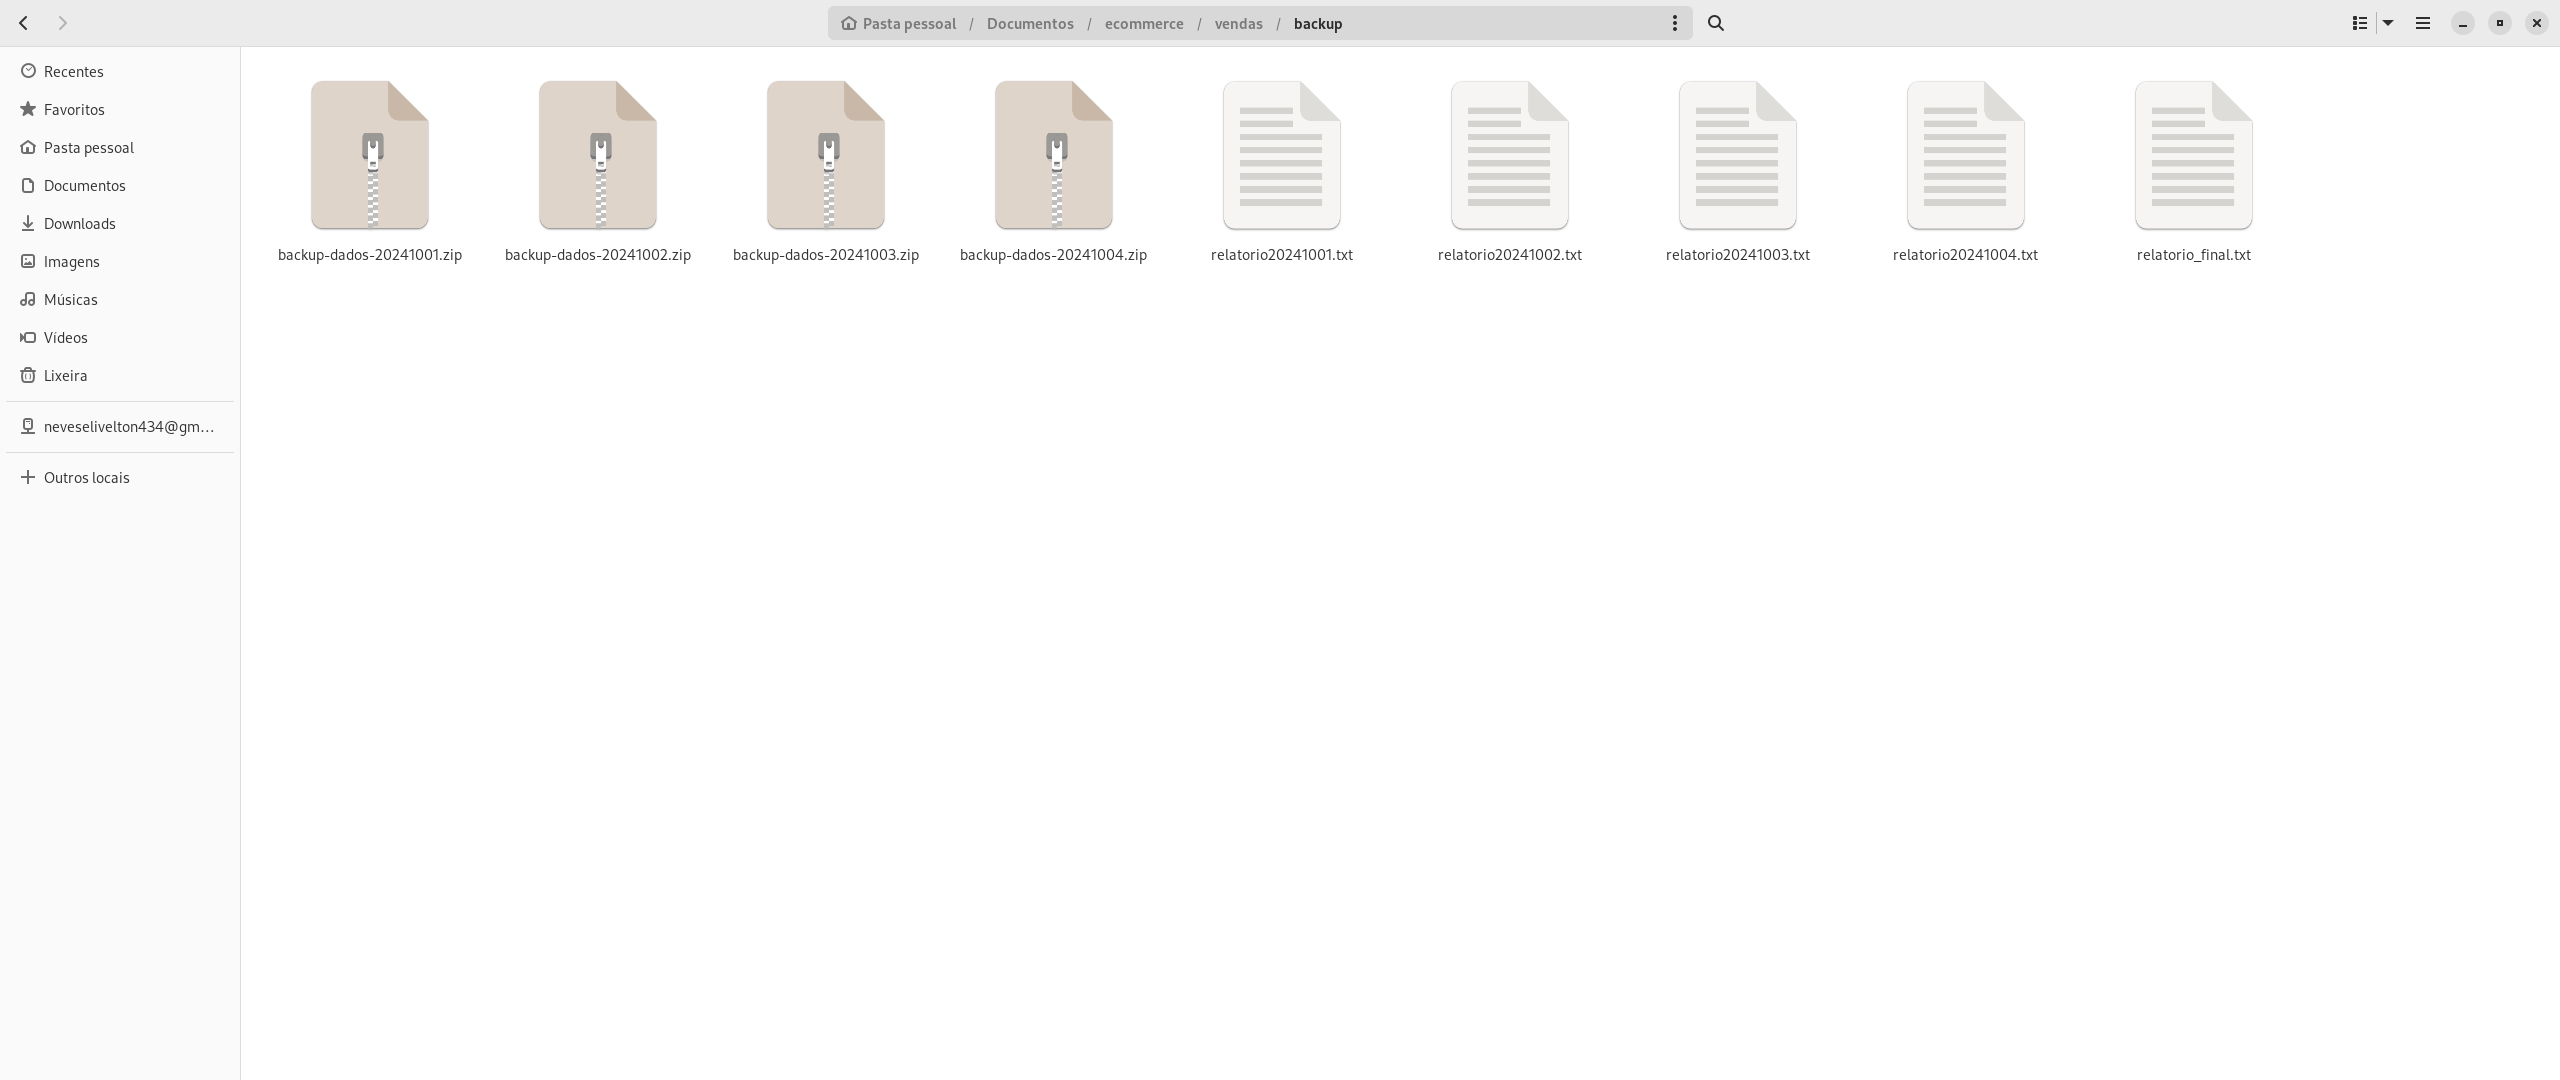 Pasta pessoal / Documentos / ecommerce / vendas / backup
Recentes
Favoritos
Pasta pessoal
Documentos
Downloads
Imagens
Músicas
Vídeos
Lixeira
neveselivelton434@gm...
Outros locais
backup-dados-20241001.zip
backup-dados-20241002.zip
backup-dados-20241003.zip
backup-dados-20241004.zip
relatorio20241001.txt
relatorio20241002.txt
relatorio20241003.txt
relatorio20241004.txt
relatorio_final.txt